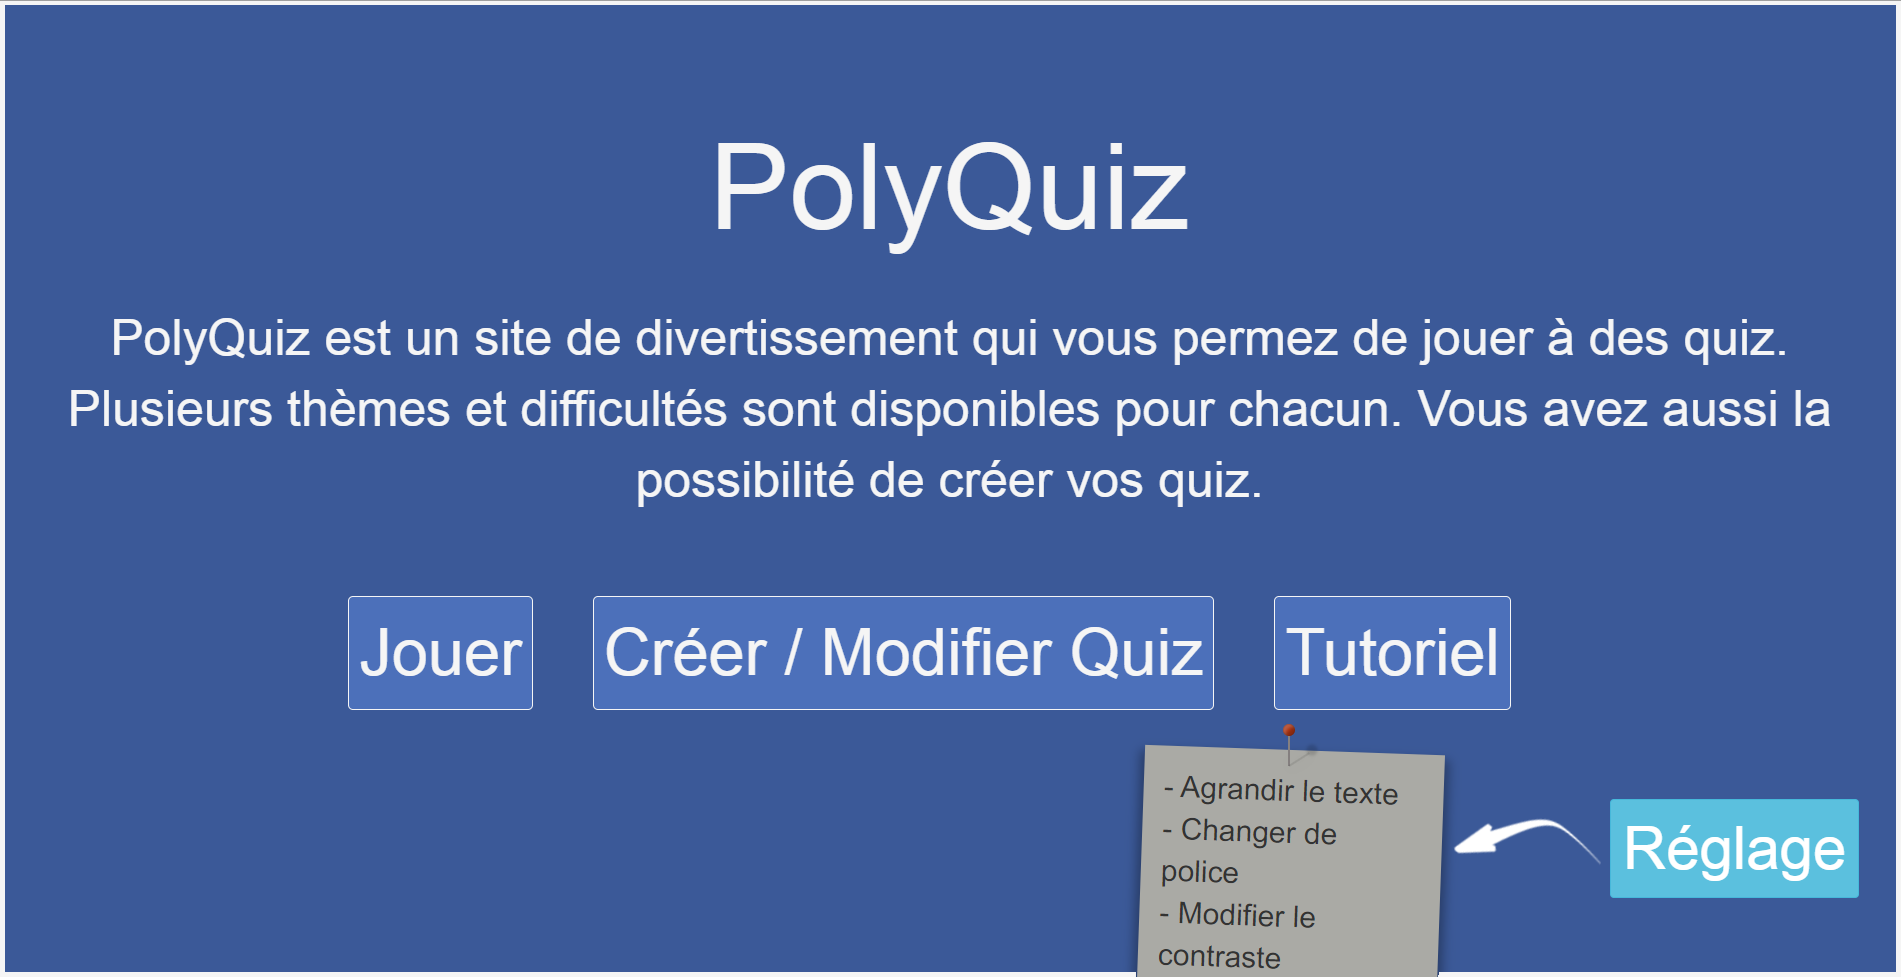 PolyQuiz
PolyQuiz est un site de divertissement qui vous permez de jouer à des quiz.
Plusieurs thèmes et difficultés sont disponibles pour chacun. Vous avez aussi la
possibilité de créer vos quiz.
Jouer
Créer / Modifier Quiz
Tutoriel
- Agrandir le texte
- Changer de
police
- Modifier le
contraste
Réglage